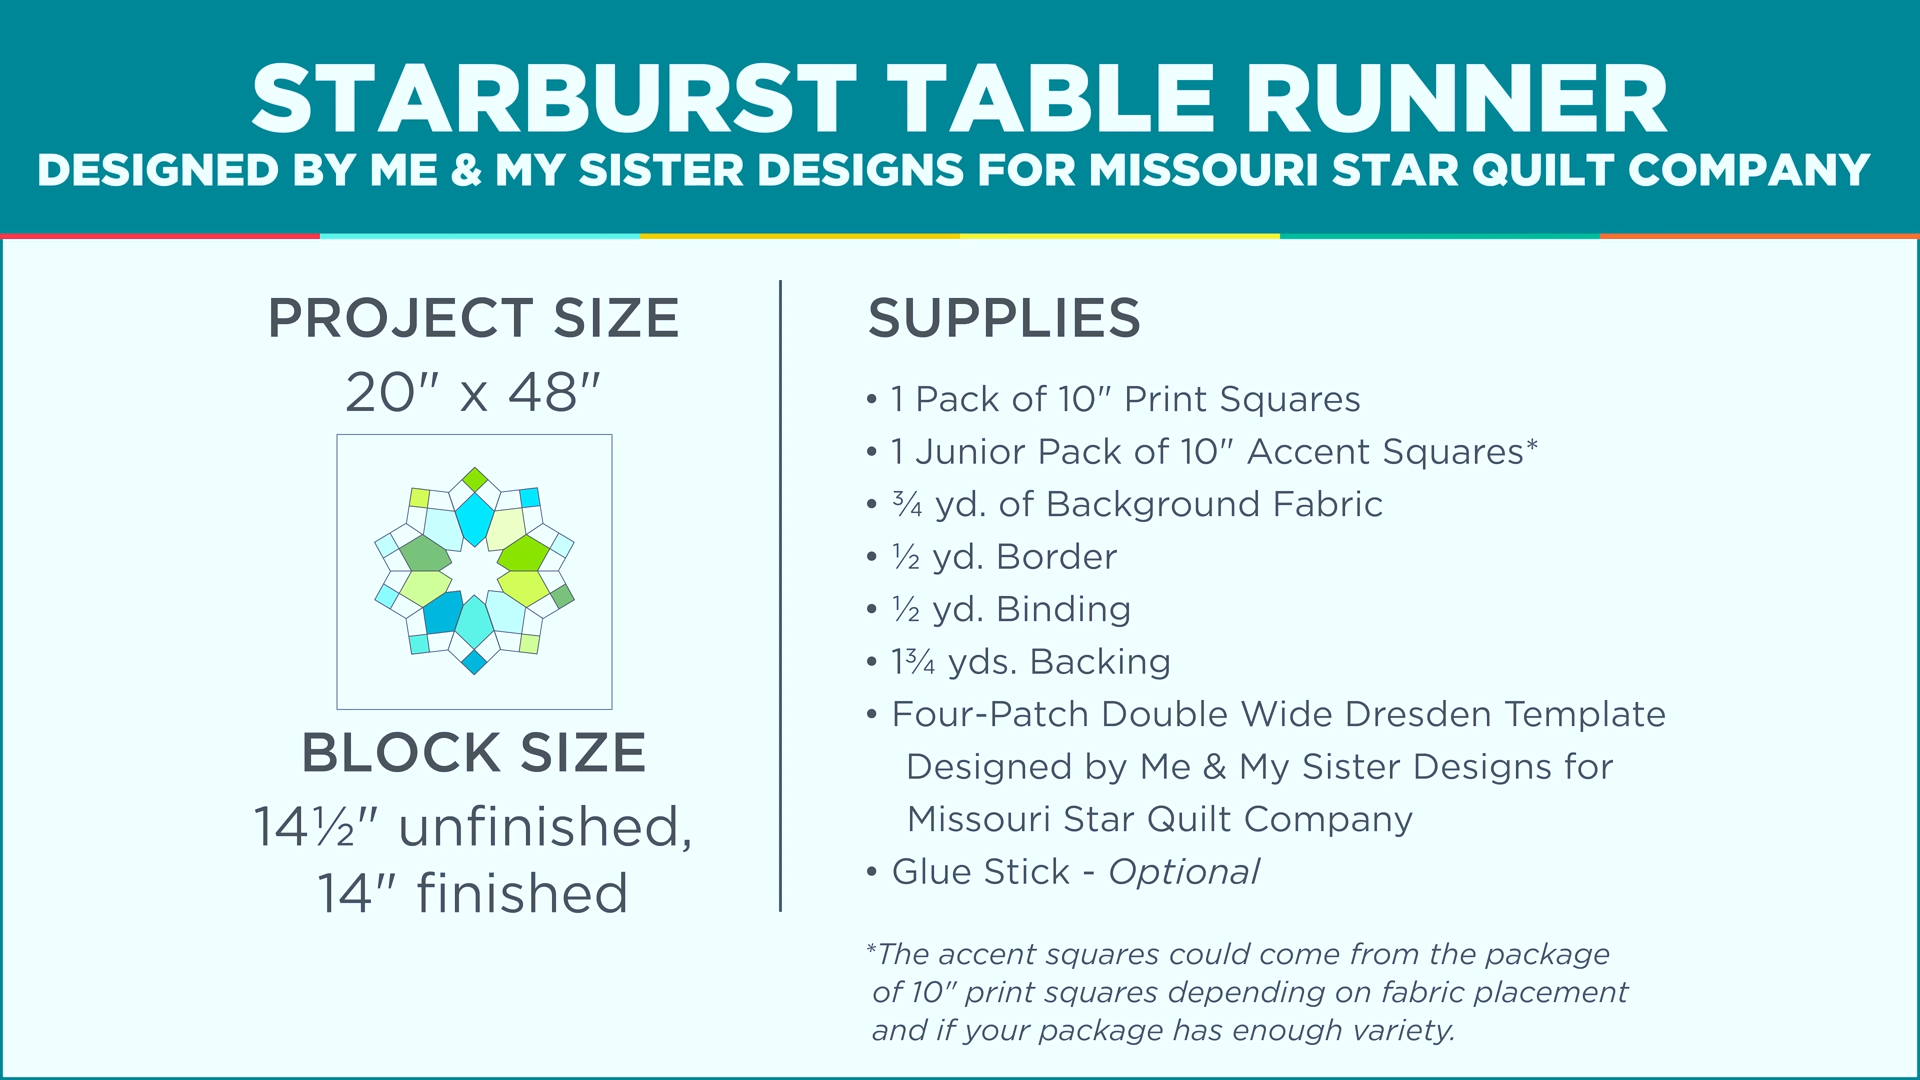 STARBURST TABLE RUNNER
DESIGNED BY ME & MY SISTER DESIGNS FOR MISSOURI STAR QUILT COMPANY
PROJECT SIZE
20" x 48"
BLOCK SIZE
14½" unfinished,
14" finished
SUPPLIES
• 1 Pack of 10" Print Squares
• 1 Junior Pack of 10" Accent Squares*
• ¾ yd. of Background Fabric
• ½ yd. Border
• ½ yd. Binding
• 1¾ yds. Backing
• Four-Patch Double Wide Dresden Template
Designed by Me & My Sister Designs for
Missouri Star Quilt Company
• Glue Stick - Optional
*The accent squares could come from the package
of 10" print squares depending on fabric placement
and if your package has enough variety.